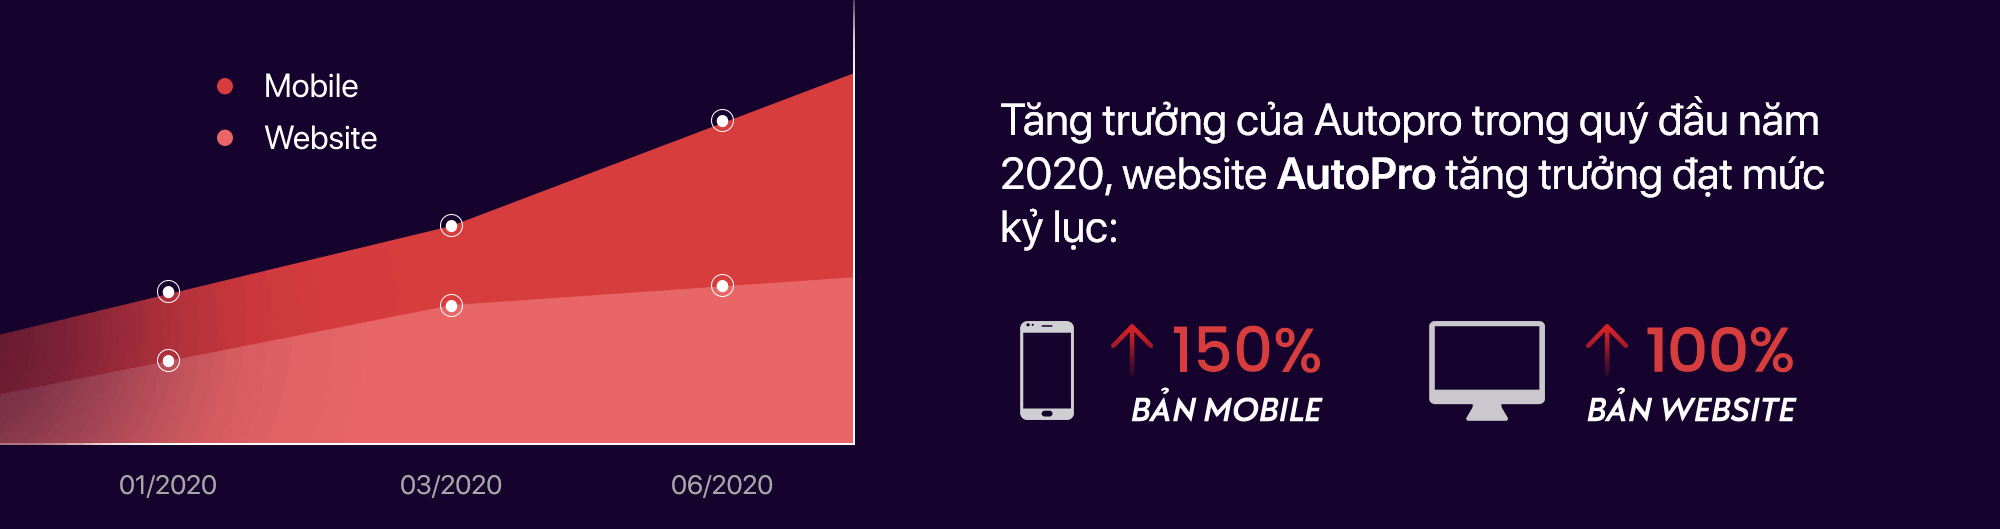 Mobile
Website
01/2020
03/2020
06/2020
Tăng trưởng của Autopro trong quý đầu năm
2020, website AutoPro tăng trưởng đạt mức
kỷ lục:
150%
BẢN MOBILE
100%
BẢN WEBSITE